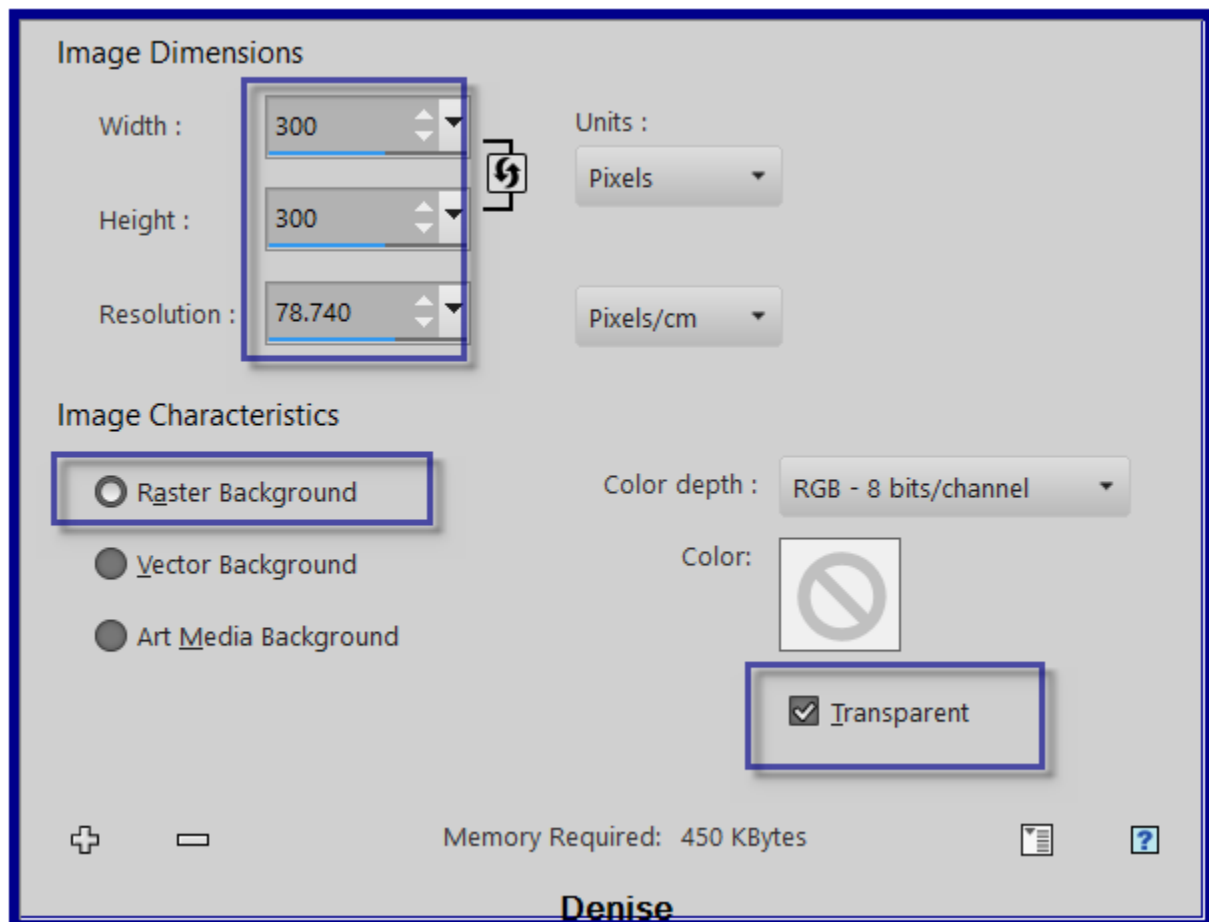 Image Dimensions
Width : 300 Units :
Pixels
Height : 300
Resolution : 78.740 Pixels/cm
Image Characteristics
Raster Background Color depth : RGB - 8 bits/channel
Vector Background Color:
Art Media Background
Transparent
Memory Required: 450 KBytes ?
Denise